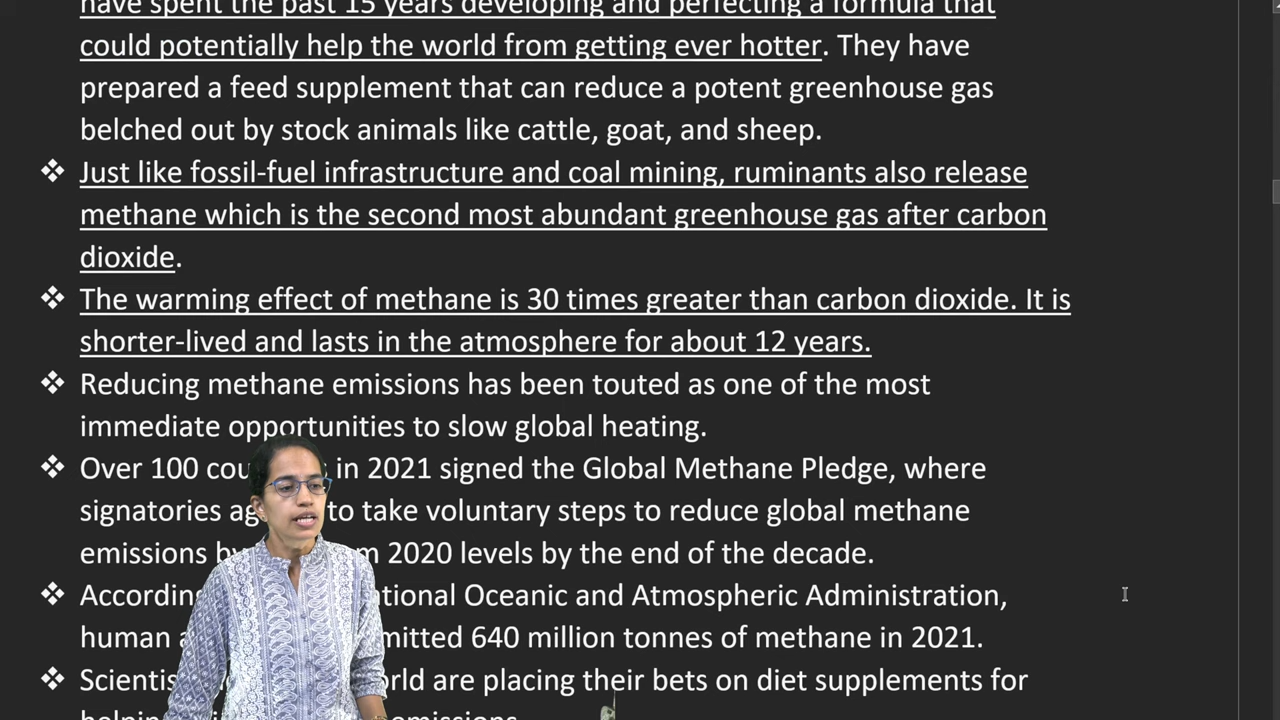 have spent the past 15 years developing and perfecting a formula that
could potentially help the world from getting ever hotter. They have
prepared a feed supplement that can reduce a potent greenhouse gas
belched out by stock animals like cattle, goat, and sheep.
❖ Just like fossil-fuel infrastructure and coal mining, ruminants also release
methane which is the second most abundant greenhouse gas after carbon
dioxide.
❖ The warming effect of methane is 30 times greater than carbon dioxide. It is
shorter-lived and lasts in the atmosphere for about 12 years.
❖ Reducing methane emissions has been touted as one of the most
immediate opportunities to slow global heating.
❖ Over 100 in 2021 signed the Global Methane Pledge, where
signatories to take voluntary steps to reduce global methane
emissions 2020 levels by the end of the decade.
❖ Oceanic and Atmospheric Administration,
human 640 million tonnes of methane in 2021.
❖ are placing their bets on diet supplements for